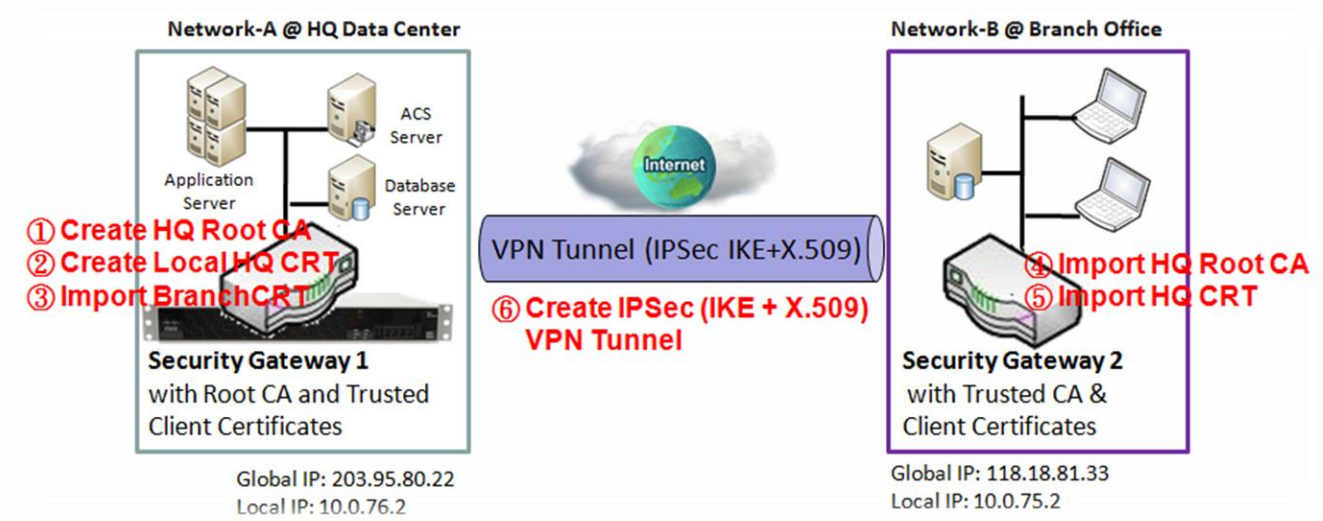 Network-A @ HQ Data Center
Network-B @ Branch Office
ACS
Server
Application
Server
Database
Server
Internet
① Create HQ Root CA
② Create Local HQ CRT
③ Import BranchCRT
VPN Tunnel (IPSec IKE+X.509)
④ Import HQ Root CA
⑤ Import HQ CRT
⑥ Create IPSec (IKE + X.509)
VPN Tunnel
Security Gateway 1
with Root CA and Trusted
Client Certificates
Security Gateway 2
with Trusted CA &
Client Certificates
Global IP: 203.95.80.22
Local IP: 10.0.76.2
Global IP: 118.18.81.33
Local IP: 10.0.75.2